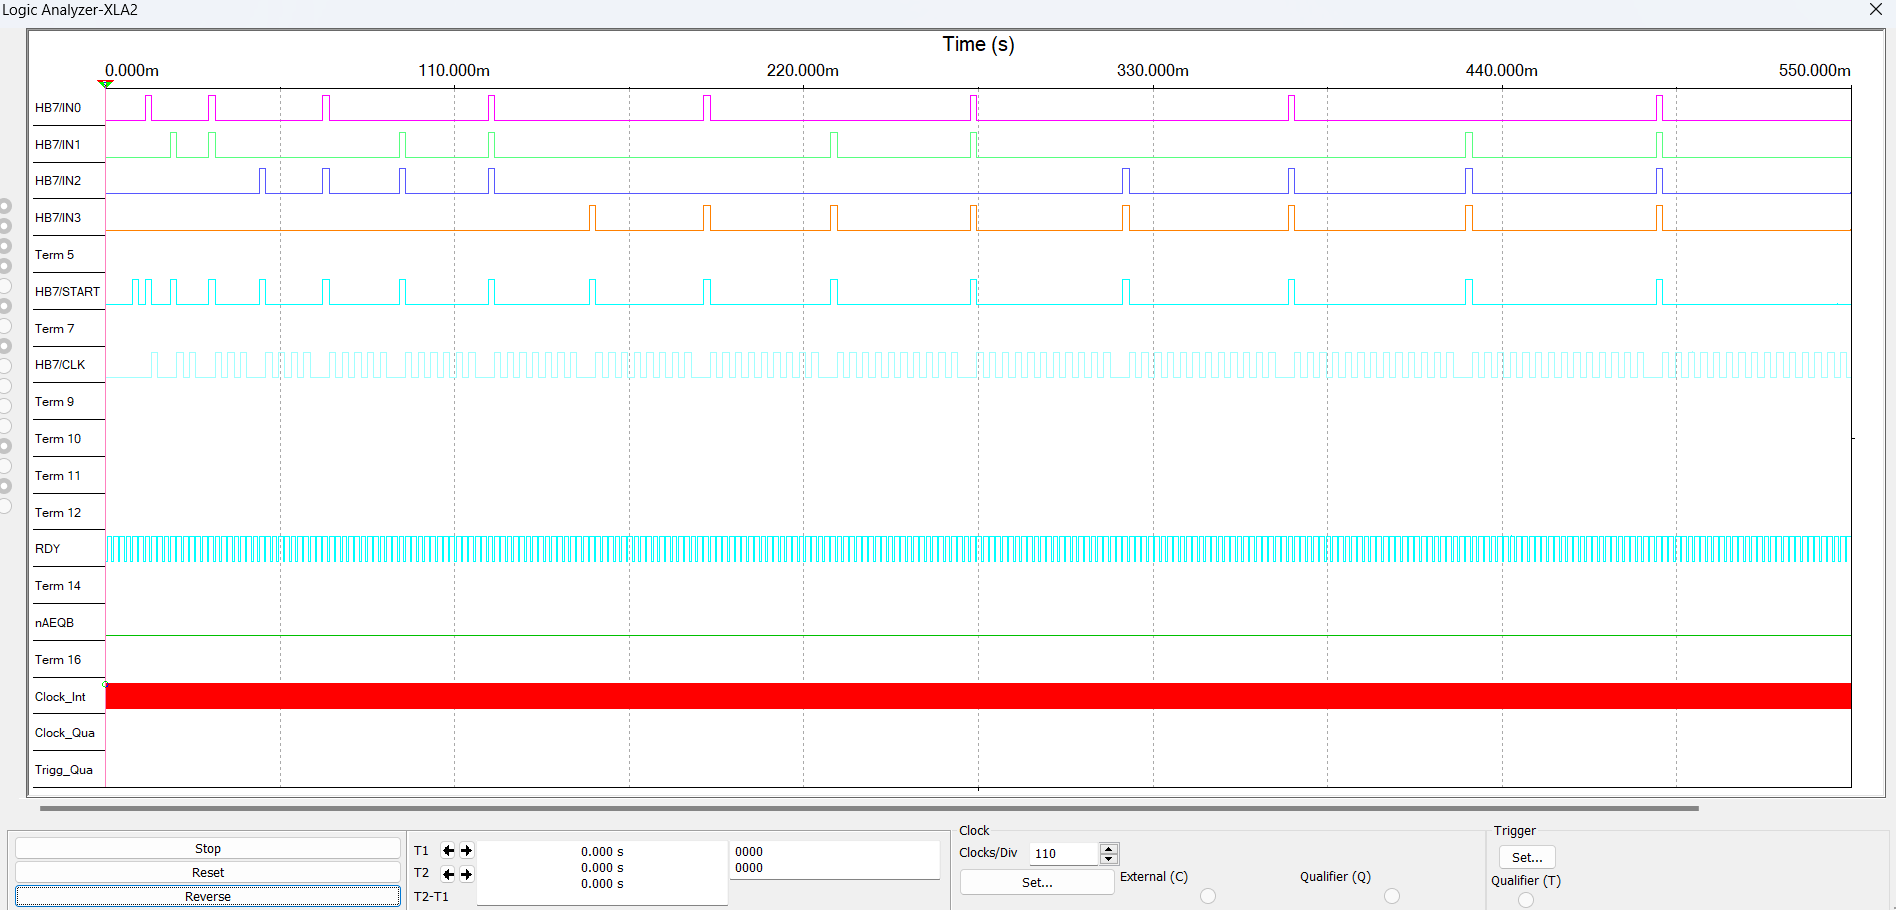 Logic Analyzer-XLA2
Time (s)
0.000m 110.000m 220.000m 330.000m 440.000m 550.000m
HB7/IN0
HB7/IN1
HB7/IN2
HB7/IN3
Term 5
HB7/START
Term 7
HB7/CLK
Term 9
Term 10
Term 11
Term 12
RDY
Term 14
nAEQB
Term 16
Clock_Int
Clock_Qua
Trigg_Qua
Stop
Reset
Reverse
T1 0.000 s 0000
T2 0.000 s 0000
T2-T1 0.000 s
Clock
Clocks/Div 110
Set...
External (C)
Qualifier (Q)
Trigger
Set...
Qualifier (T)